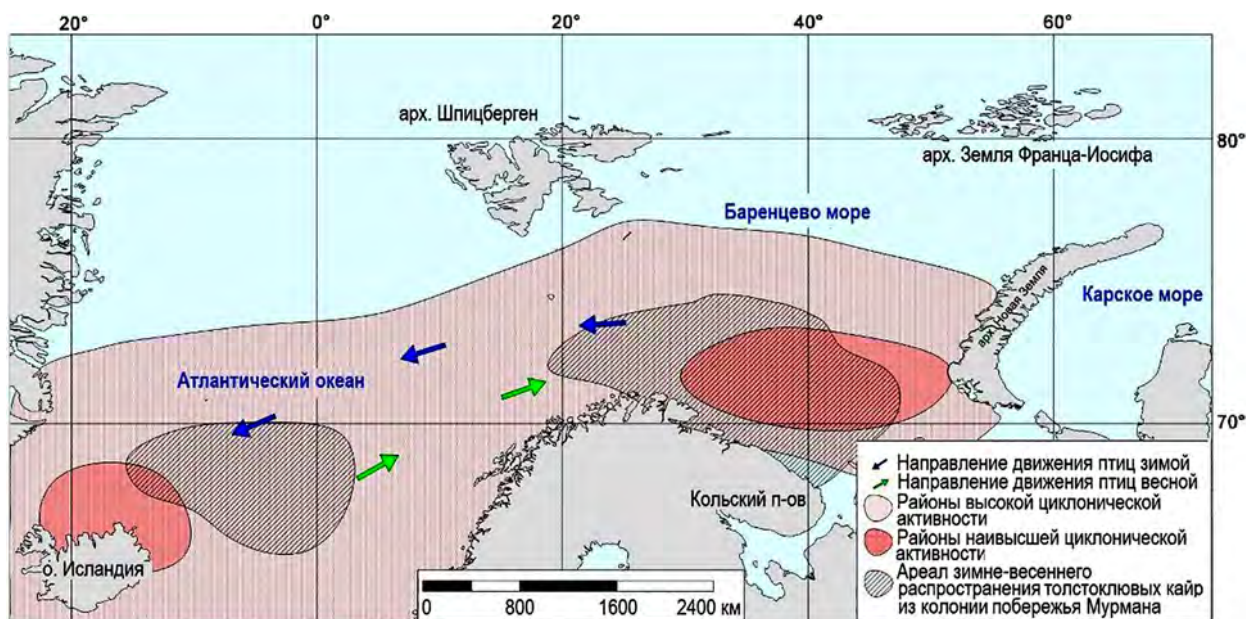 20° 0° 20° 40° 60°
арх. Шпицберген
80°
арх. Земля Франца-Иосифа
Баренцево море
арх. Новая Земля
Карское море
Атлантический океан
70°
Кольский п-ов
о. Исландия
Направление движения птиц зимой
Направление движения птиц весной
Районы высокой циклонической
активности
Районы наивысшей циклонической
активности
Ареал зимне-весеннего
распространения толстоклювых кайр
из колонии побережья Мурмана
0 800 1600 2400 км